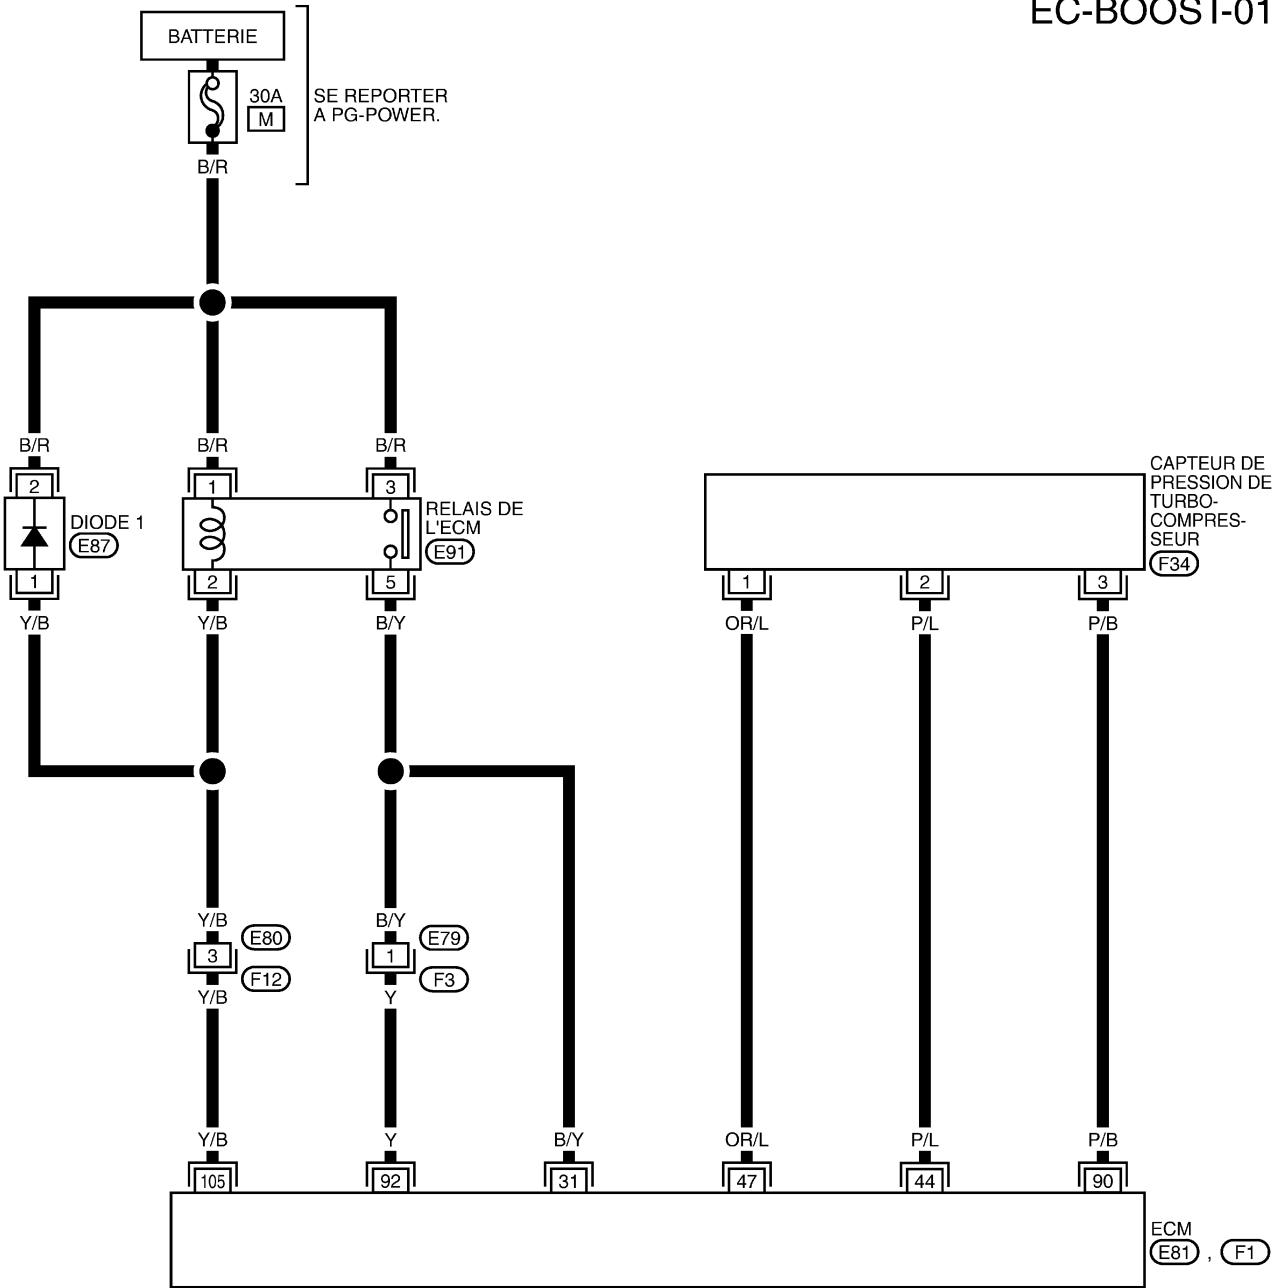 EC-BOOST-01
BATTERIE
30A
M
SE REPORTER
A PG-POWER.
B/R
B/R
B/R
B/R
2
1
3
DIODE 1
E87
RELAIS DE
L'ECM
E91
CAPTEUR DE
PRESSION DE
TURBO-
COMPRES-
SEUR
F34
1
2
5
1
2
3
Y/B
Y/B
B/Y
OR/L
P/L
P/B
Y/B
B/Y
E80
E79
3
1
F12
F3
Y/B
Y
Y/B
Y
B/Y
OR/L
P/L
P/B
105
92
31
47
44
90
ECM
E81 , F1